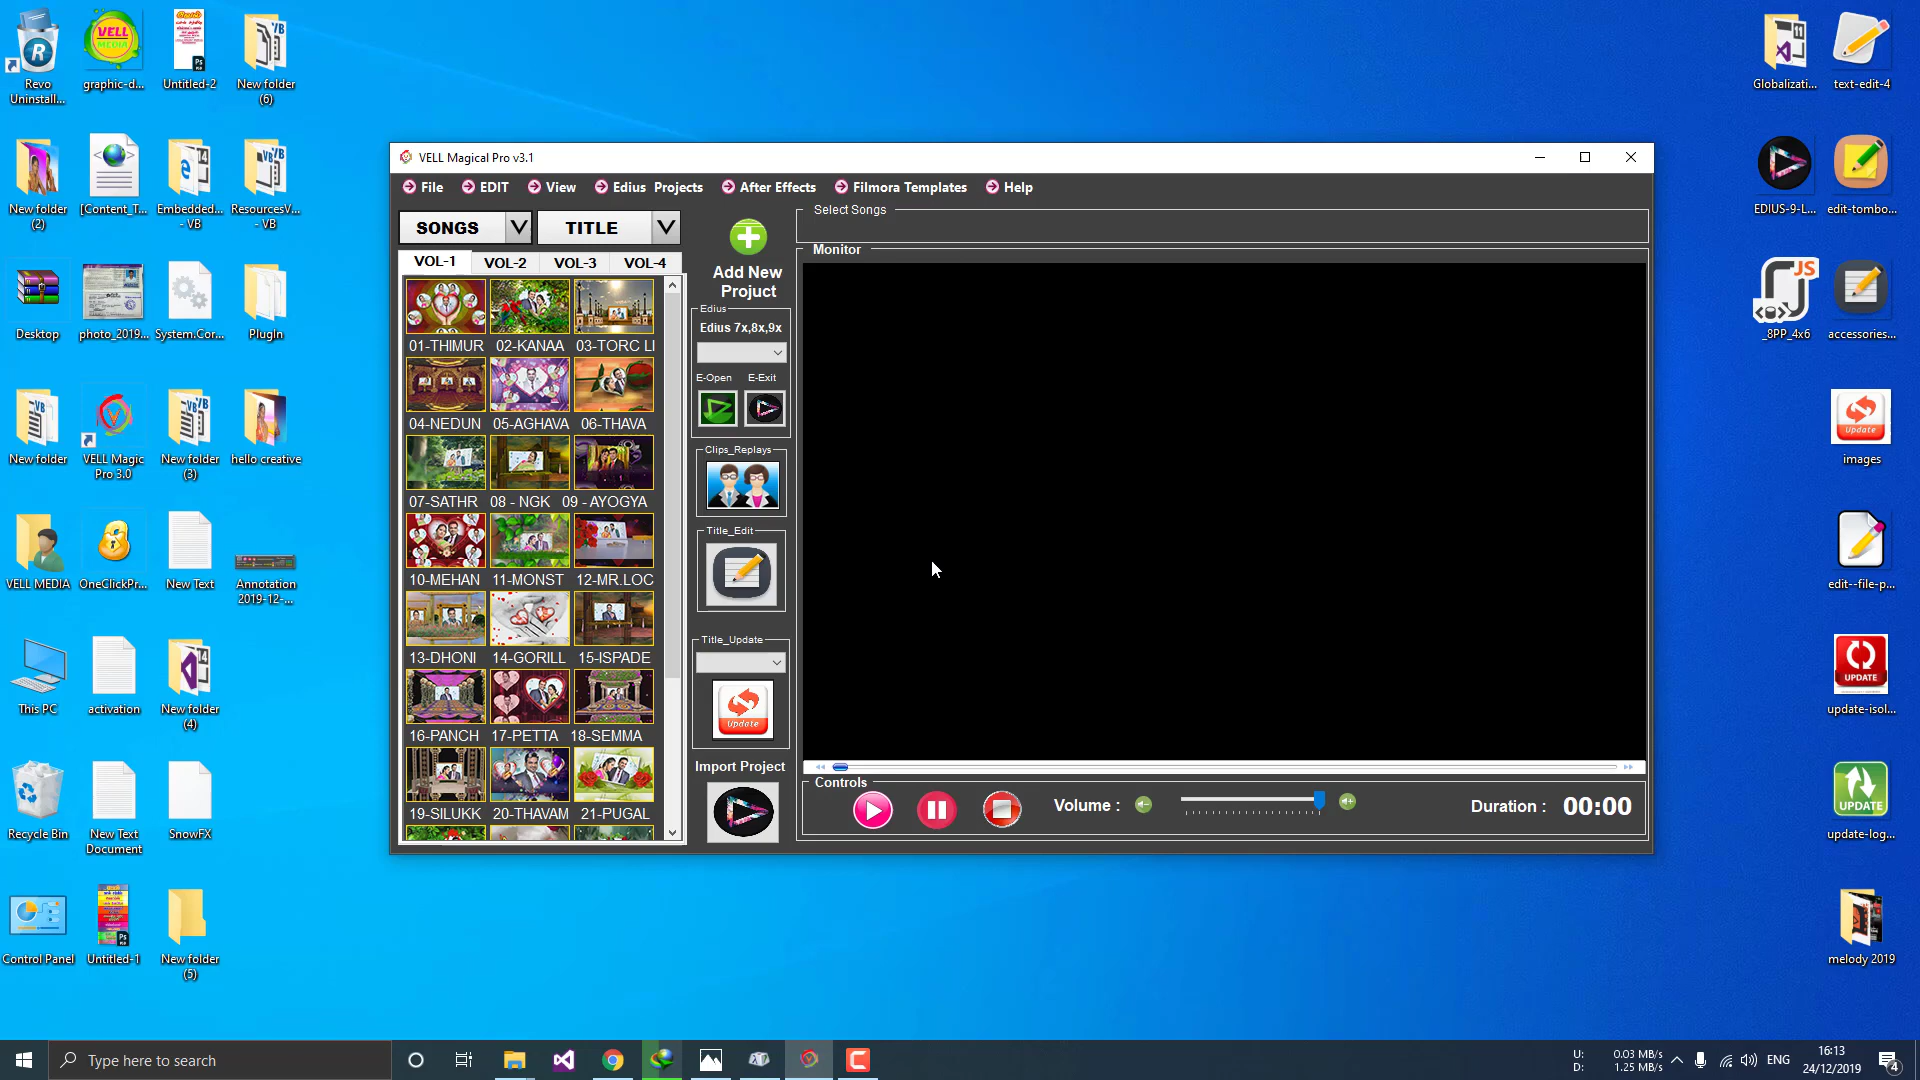 Revo
Uninstall...
graphic-d...
Untitled-2
New folder
(6)
New folder
(2)
[Content_T...
Embedded...
- VB
ResourcesV...
- VB
Desktop
photo_2019...
System.Cor...
Plugin
New folder
VELL Magic
Pro 3.0
New folder
(3)
hello creative
VELL MEDIA
OneClickPr...
New Text
Annotation
2019-12-...
This PC
activation
New folder
(4)
Recycle Bin
New Text
Document
SnowFX
Control Panel
Untitled-1
New folder
(5)
VELL
MEDIA
VELL Magical Pro v3.1
File
EDIT
View
Edius Projects
After Effects
Filmora Templates
Help
SONGS V
TITLE V
VOL-1
VOL-2
VOL-3
VOL-4
01-THIMUR
02-KANAA
03-TORC LI
04-NEDUN
05-AGHAVA
06-THAVA
07-SATHR
08 - NGK
09 - AYOGYA
10-MEHAN
11-MONST
12-MR.LOC
13-DHONI
14-GORILL
15-ISPADE
16-PANCH
17-PETTA
18-SEMMA
19-SILUKK
20-THAVAM
21-PUGAL
Add New
Project
Edius
Edius 7x,8x,9x
E-Open
E-Exit
Clips_Replays
Title_Edit
Title_Update
Update
Import Project
Select Songs
Monitor
Controls
Volume :
Duration :
00:00
Globalizati...
text-edit-4
EDIUS-9-L...
edit-tombo...
JS
_8PP_4x6
accessories...
Update
images
edit--file-p...
UPDATE
update-isol...
UPDATE
update-log...
melody 2019
Type here to search
U:
0.03 MB/s
D:
1.25 MB/s
ENG
16:13
24/12/2019
4